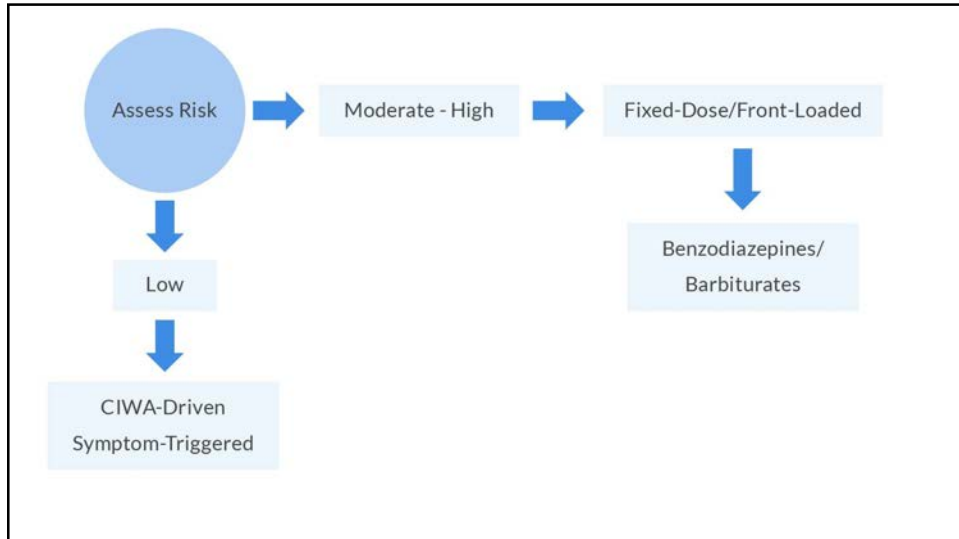 Assess Risk
Moderate - High
Fixed-Dose/Front-Loaded
Benzodiazepines/
Barbiturates
Low
CIWA-Driven
Symptom-Triggered